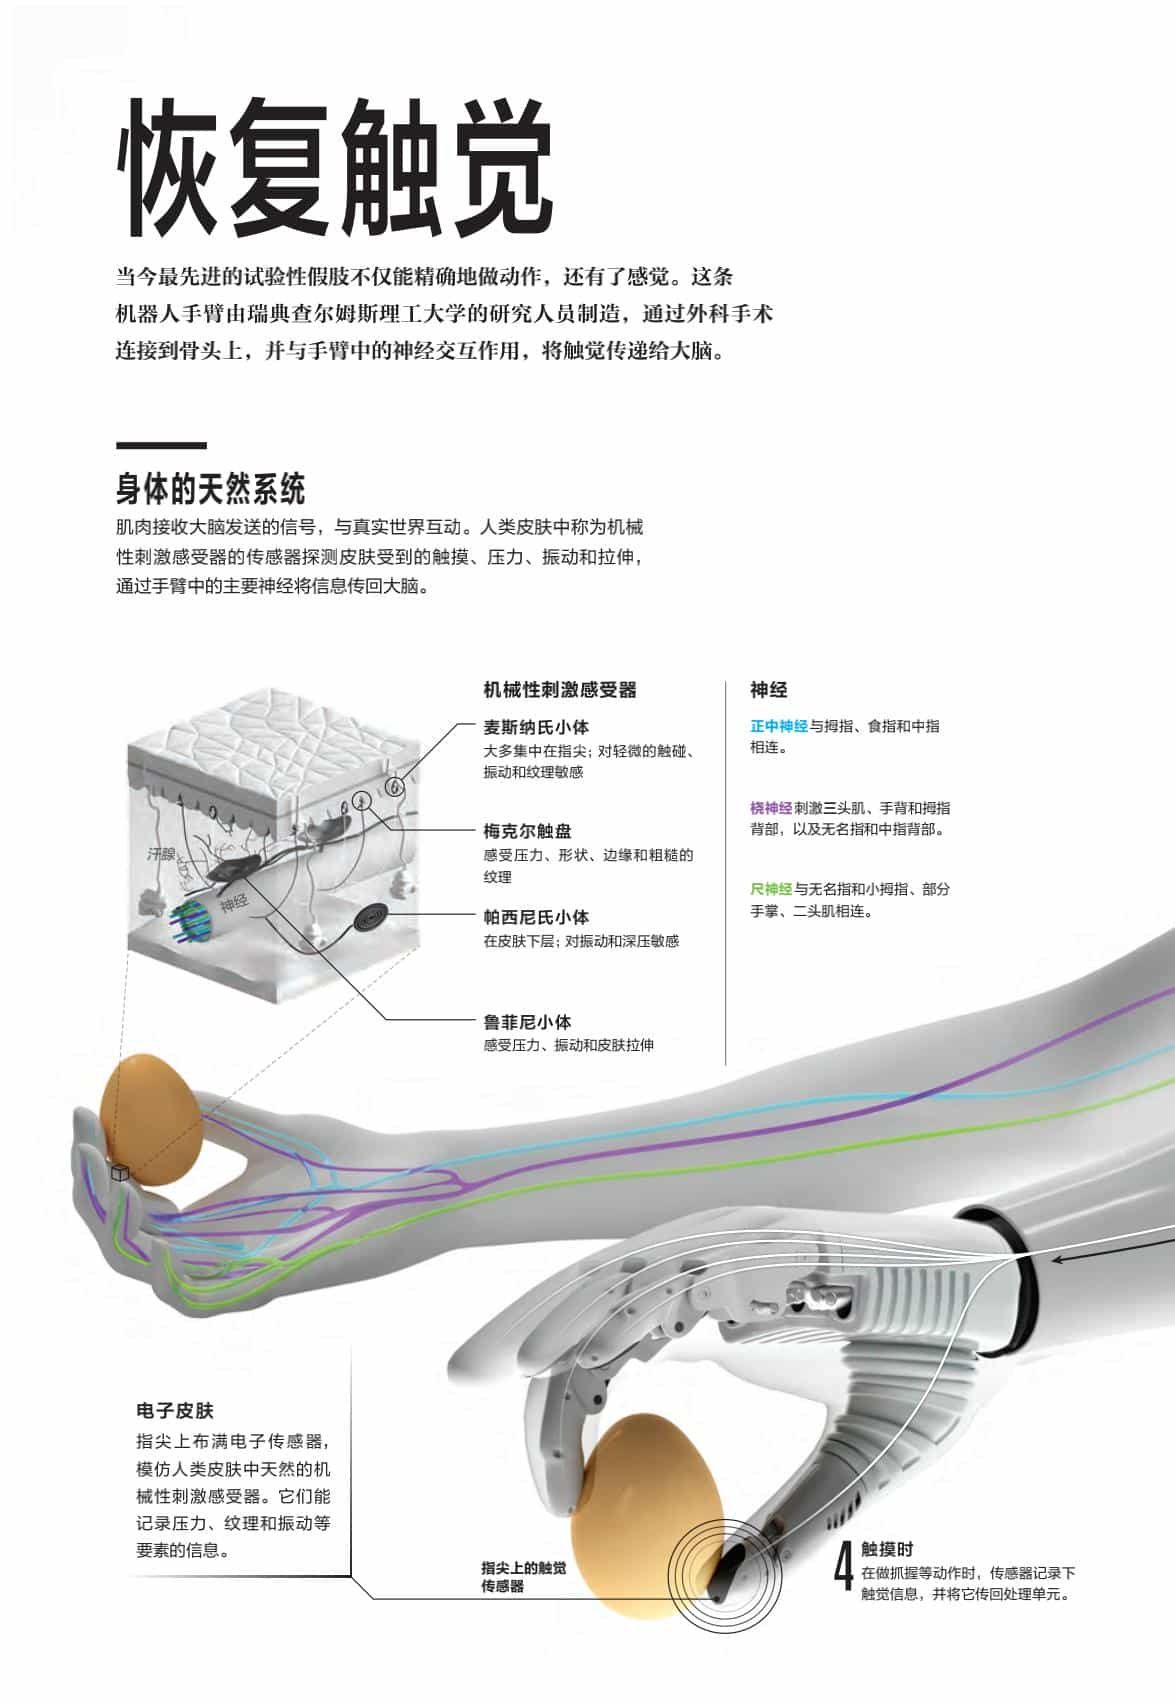 恢复触觉
当今最先进的试验性假肢不仅能精确地做动作，还有了感觉。这条
机器人手臂由瑞典查尔姆斯理工大学的研究人员制造，通过外科手术
连接到骨头上，并与手臂中的神经交互作用，将触觉传递给大脑。
身体的天然系统
肌肉接收大脑发送的信号，与真实世界互动。人类皮肤中称为机械
性刺激感受器的传感器探测皮肤受到的触摸、压力、振动和拉伸，
通过手臂中的主要神经将信息传回大脑。
机械性刺激感受器
麦斯纳氏小体
大多集中在指尖；对轻微的触碰、
振动和纹理敏感
梅克尔触盘
感受压力、形状、边缘和粗糙的
纹理
帕西尼氏小体
在皮肤下层；对振动和深压敏感
鲁菲尼小体
感受压力、振动和皮肤拉伸
汗腺
神经
神经
正中神经与拇指、食指和中指
相连。
桡神经刺激三头肌、手背和拇指
背部，以及无名指和中指背部。
尺神经与无名指和小拇指、部分
手掌、二头肌相连。
电子皮肤
指尖上布满电子传感器，
模仿人类皮肤中天然的机
械性刺激感受器。它们能
记录压力、纹理和振动等
要素的信息。
指尖上的触觉
传感器
4 触摸时
在做抓握等动作时，传感器记录下
触觉信息，并将它传回处理单元。